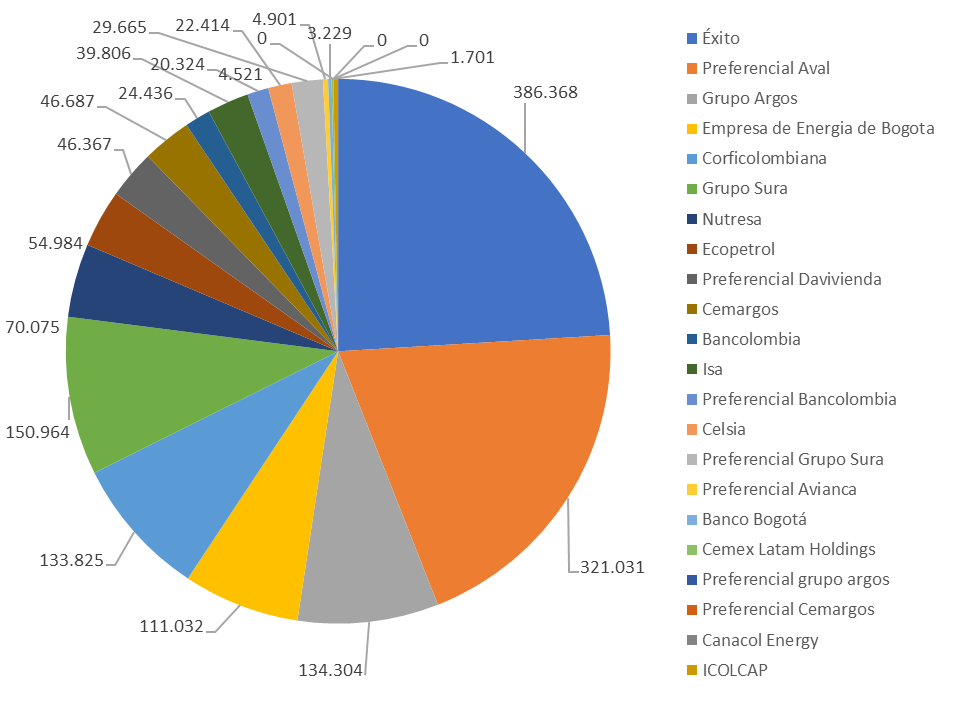 4.901
29.665
22.414
0
3.229
0
0
39.806
20.324
4.521
1.701
46.687
24.436
386.368
46.367
54.984
70.075
150.964
133.825
321.031
111.032
134.304
Éxito
Preferencial Aval
Grupo Argos
Empresa de Energia de Bogota
Corficolombiana
Grupo Sura
Nutresa
Ecopetrol
Preferencial Davivienda
Cemargos
Bancolombia
Isa
Preferencial Bancolombia
Celsia
Preferencial Grupo Sura
Preferencial Avianca
Banco Bogotá
Cemex Latam Holdings
Preferencial grupo argos
Preferencial Cemargos
Canacol Energy
ICOLCAP